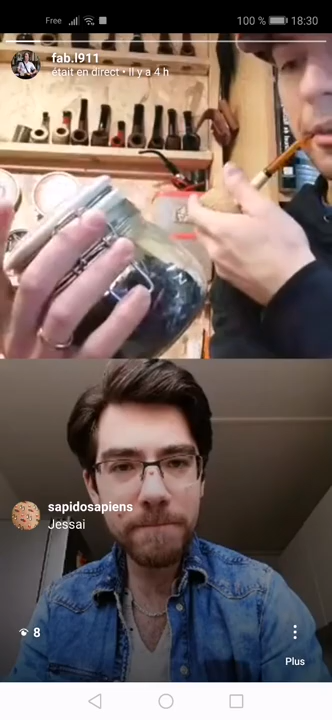 Free 100 % 18:30
fab.l911
était en direct • Il y a 4 h
sapidosapiens
Jessai
8
Plus